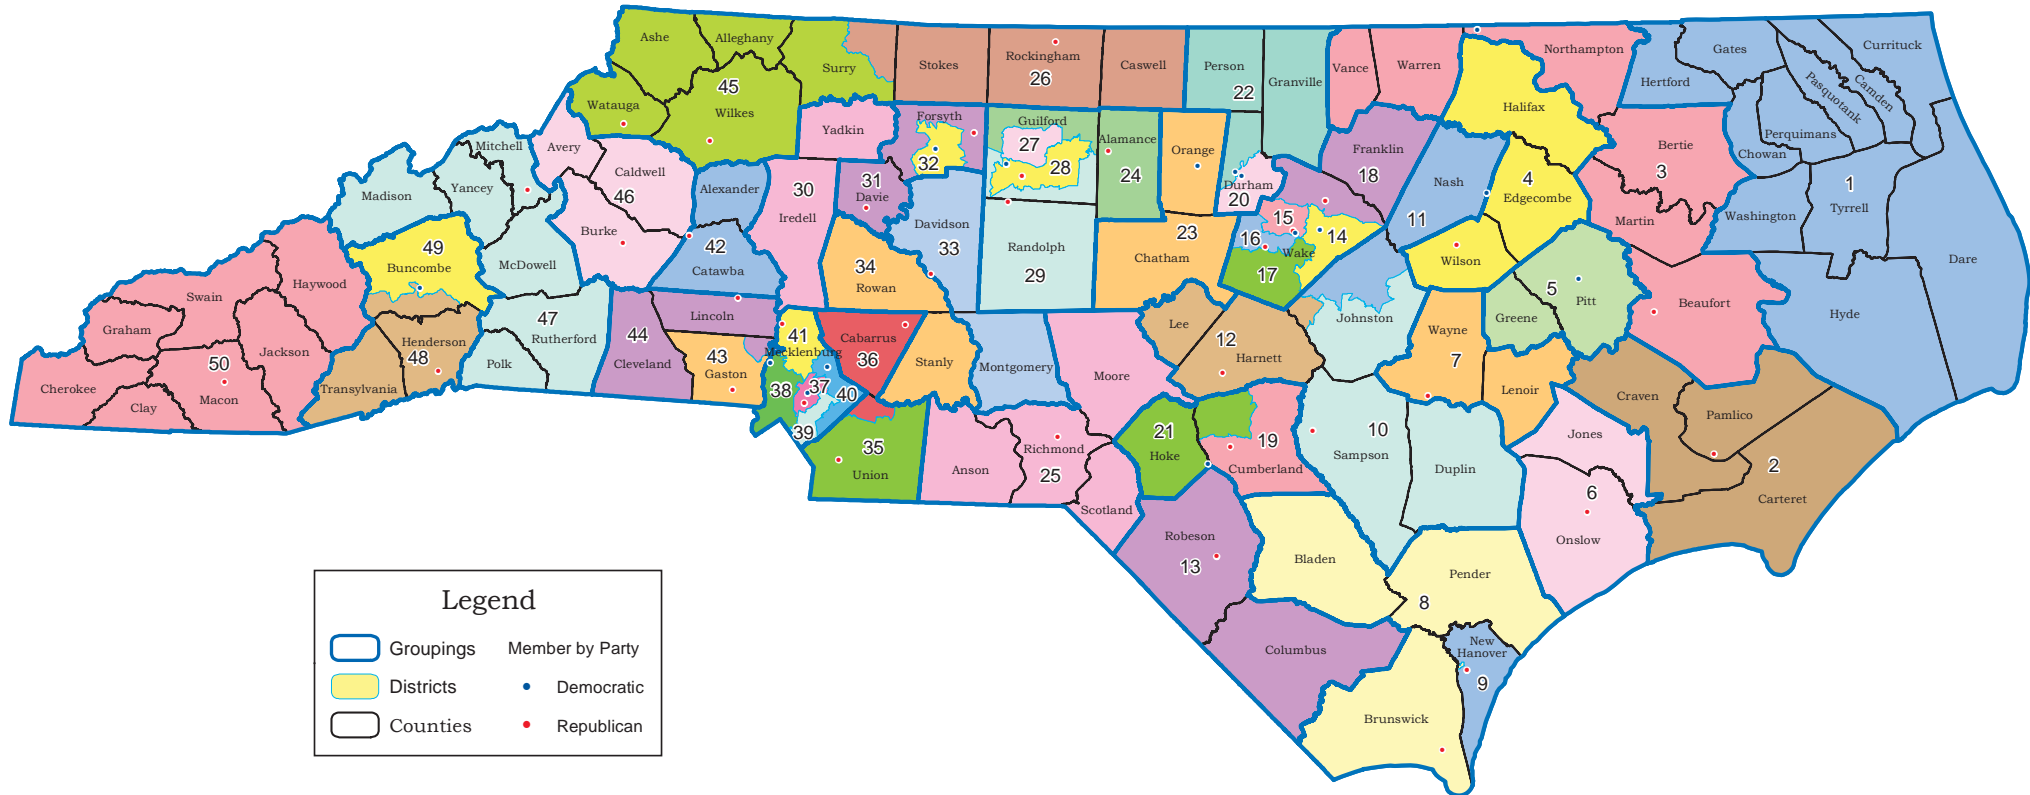 Ashe
Alleghany
Surry
Stokes
Rockingham
26
Caswell
Person
22
Granville
Vance
Warren
Northampton
Gates
Currituck
Hertford
Camden
Pasquotank
45
Watauga
Wilkes
Yadkin
Forsyth
32
Guilford
27
28
Alamance
24
Orange
Halifax
Perquimans
Chowan
Mitchell
Avery
Caldwell
46
Alexander
30
Iredell
31
Davie
Davidson
33
Durham
20
Franklin
18
Nash
11
4
Edgecombe
Bertie
3
Martin
1
Tyrrell
Washington
Madison
Yancey
Burke
42
Catawba
34
Rowan
Randolph
29
23
Chatham
15
16
14
Wake
17
Wilson
5
Pitt
Greene
Beaufort
Dare
Hyde
49
Buncombe
McDowell
Haywood
Swain
Graham
Jackson
Cherokee
50
Macon
Clay
Transylvania
Henderson
48
47
Rutherford
Polk
44
Cleveland
Lincoln
43
Gaston
41
Mecklenburg
38
37
40
39
Cabarrus
36
Stanly
Montgomery
Moore
Lee
12
Harnett
Johnston
Wayne
7
Lenoir
Craven
Pamlico
Jones
2
Carteret
35
Union
Anson
Richmond
25
Scotland
21
Hoke
19
Cumberland
10
Sampson
Duplin
6
Onslow
Robeson
13
Bladen
Pender
8
Columbus
New
Hanover
9
Brunswick
Legend
Groupings
Member by Party
Districts
Democratic
Counties
Republican